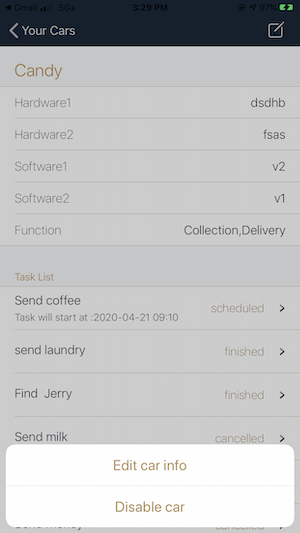 Gmail 5G 3:29 PM 97%
Your Cars
Candy
Hardware1 dsdhb
Hardware2 fsas
Software1 v2
Software2 v1
Function Collection,Delivery
Task List
Send coffee scheduled
Task will start at :2020-04-21 09:10
send laundry finished
Find Jerry finished
Send milk cancelled
Edit car info
Disable car
Send money cancelled